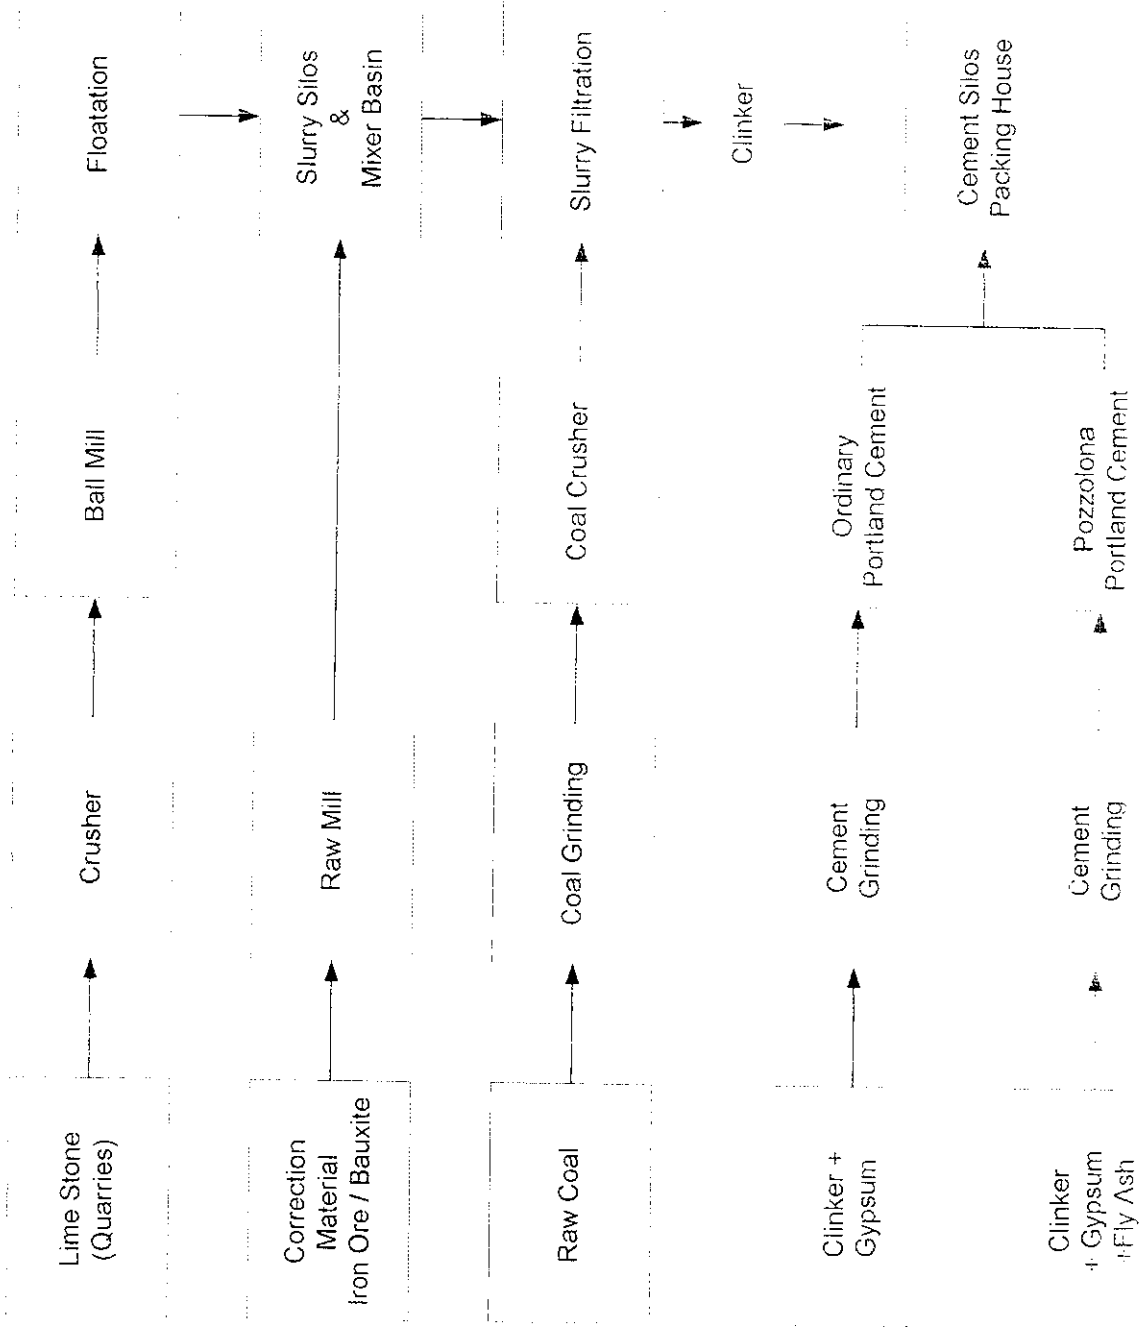 Lime Stone
(Quarries)
Crusher
Ball Mill
Floatation
Correction
Material
Iron Ore / Bauxite
Raw Mill
Slurry Silos
&
Mixer Basin
Raw Coal
Coal Grinding
Coal Crusher
Slurry Filtration
Clinker
Clinker +
Gypsum
Cement
Grinding
Ordinary
Portland Cement
Cement Silos
Packing House
Clinker
+ Gypsum
+Fly Ash
Cement
Grinding
Pozzolona
Portland Cement